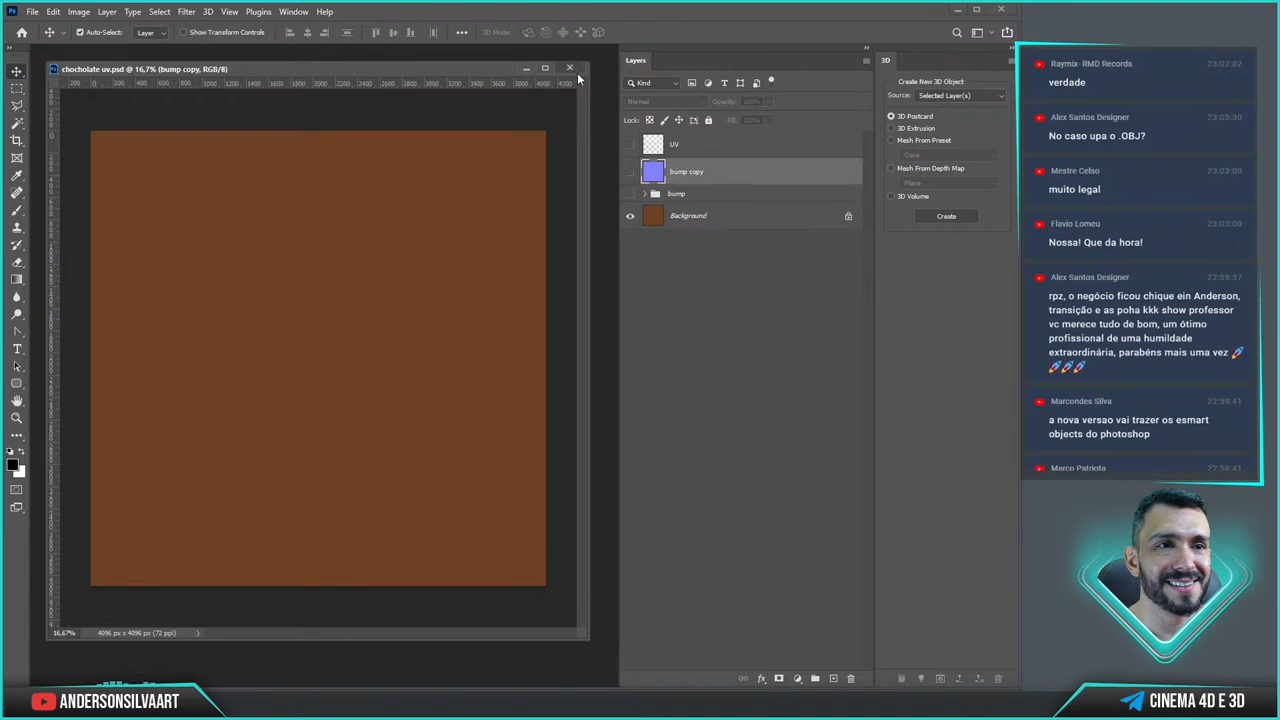 Ps File Edit Image Layer Type Select Filter 3D View Plugins Window Help
Auto-Select: Layer Show Transform Controls 3D Mode:
chocholate uv.psd @ 16,7% (bump copy, RGB/8)
Layers
Kind
Normal Opacity: 100%
Lock: Fill: 100%
UV
bump copy
bump
Background
3D
Create New 3D Object
Source: Selected Layer(s)
3D Postcard
3D Extrusion
Mesh From Preset
Cone
Mesh From Depth Map
Plane
3D Volume
Create
16,67% 4096 px x 4096 px (72 ppi)
Raymix- RMD Records 23:07:02
verdade
Alex Santos Designer 23:03:30
No caso upa o .OBJ?
Mestre Celso 23:03:00
muito legal
Flavio Lomeu 23:03:00
Nossa! Que da hora!
Alex Santos Designer 22:59:57
rpz, o negócio ficou chique ein Anderson,
transição e as poha kkk show professor
vc merece tudo de bom, um ótimo
profissional de uma humildade
extraordinária, parabéns mais uma vez 🚀
🚀🚀🚀
Marcondes Silva 22:59:41
a nova versao vai trazer os esmart
objects do photoshop
Marco Patriota 22:58:41
ANDERSONSILVAART
CINEMA 4D E 3D